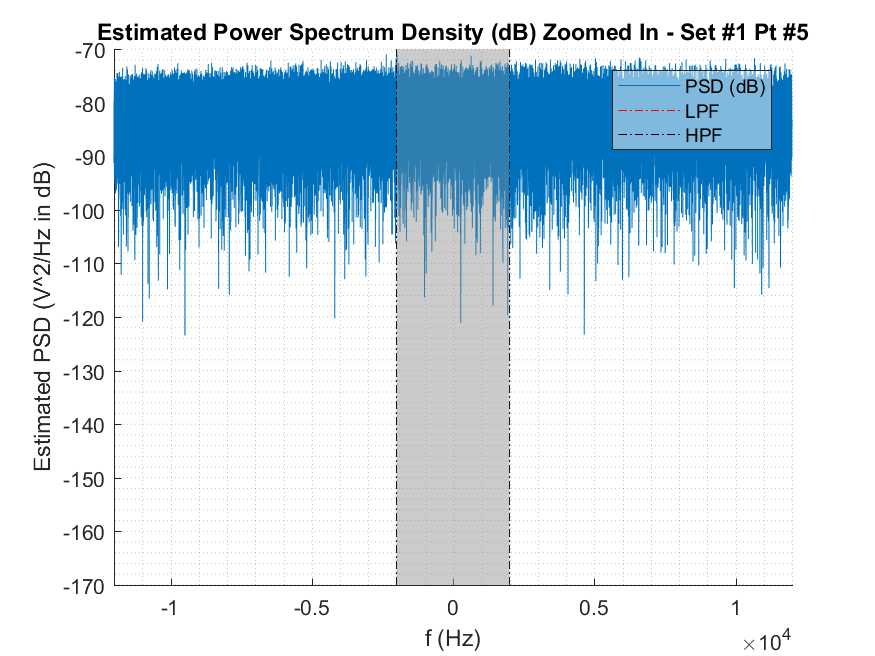 Estimated Power Spectrum Density (dB) Zoomed In - Set #1 Pt #5
-70
-80
-90
-100
-110
-120
-130
-140
-150
-160
-170
Estimated PSD (V^2/Hz in dB)
PSD (dB)
LPF
HPF
-1
-0.5
0
0.5
1
×10⁴
f (Hz)